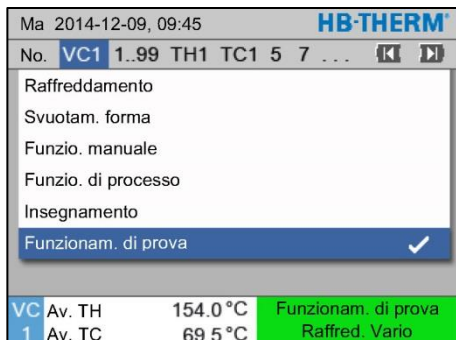 Ma 2014-12-09, 09:45 HB-THERM®
No. VC1 1..99 TH1 TC1 5 7 ...
Raffreddamento
Svuotam. forma
Funzio. manuale
Funzio. di processo
Insegnamento
Funzionam. di prova
VC Av. TH 154.0 °C Funzionam. di prova
1 Av. TC 69.5 °C Raffred. Vario